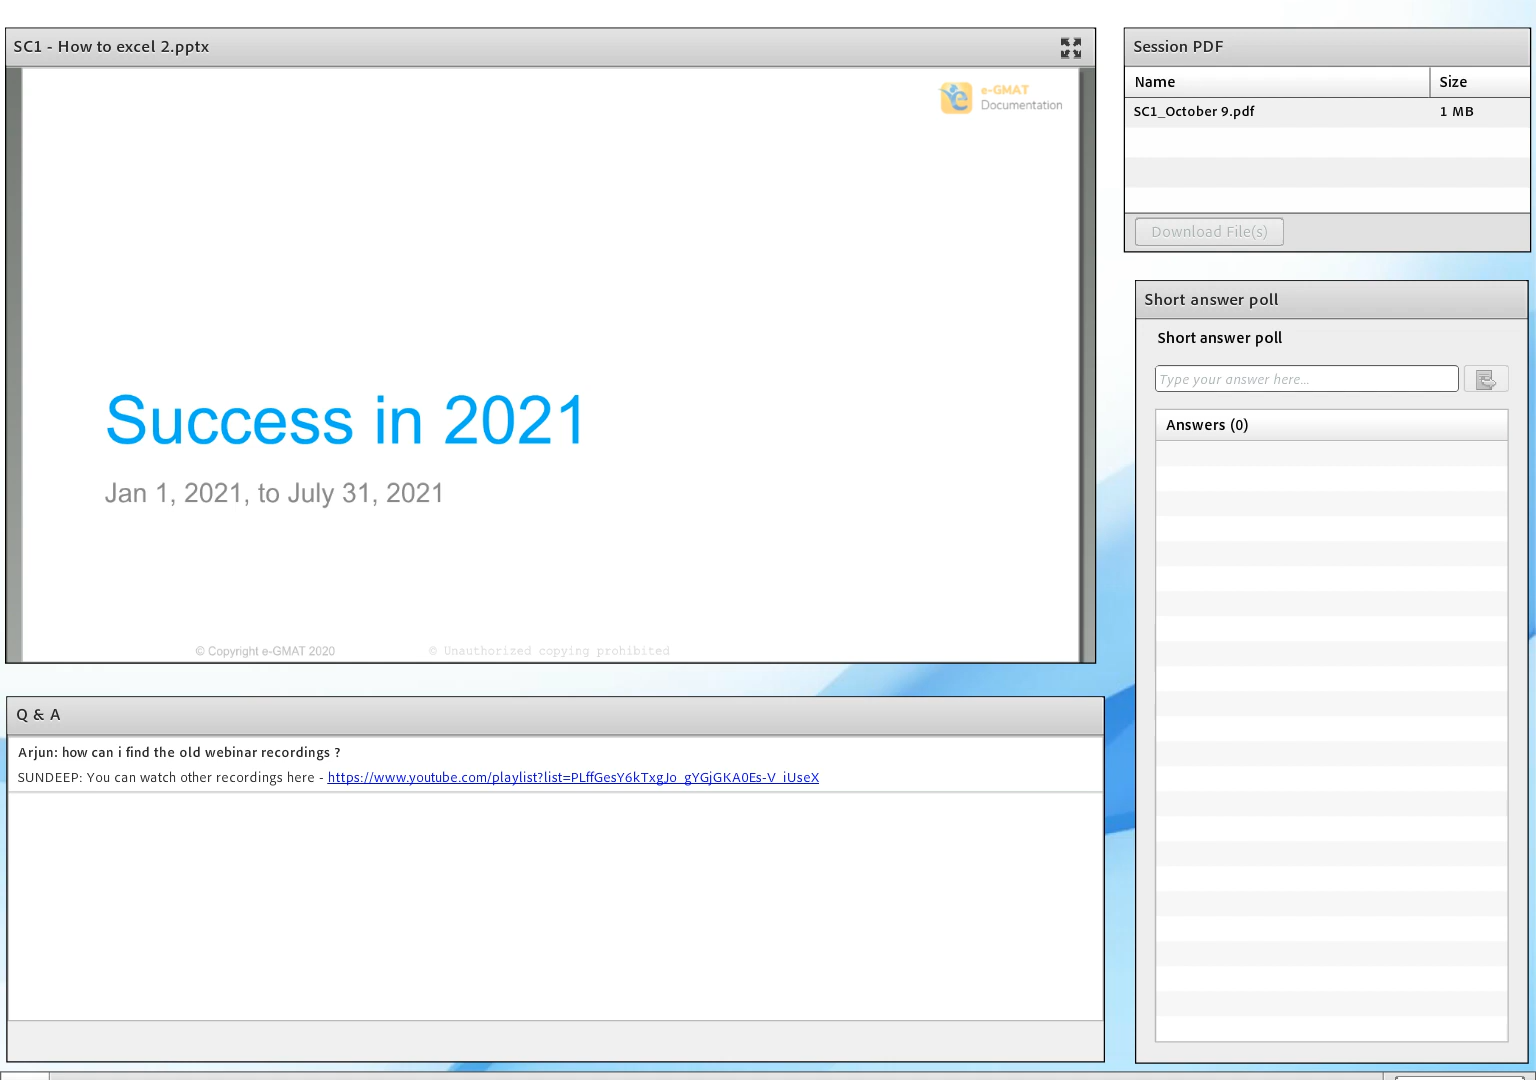 SC1 - How to excel 2.pptx
e-GMAT
Documentation
Success in 2021
Jan 1, 2021, to July 31, 2021
© Copyright e-GMAT 2020
© Unauthorized copying prohibited
Q & A
Arjun: how can i find the old webinar recordings ?
SUNDEEP: You can watch other recordings here - https://www.youtube.com/playlist?list=PLffGesY6kTxgJo_gYGjGKA0Es-V_iUseX
Session PDF
Name Size
SC1_October 9.pdf 1 MB
Download File(s)
Short answer poll
Short answer poll
Type your answer here...
Answers (0)